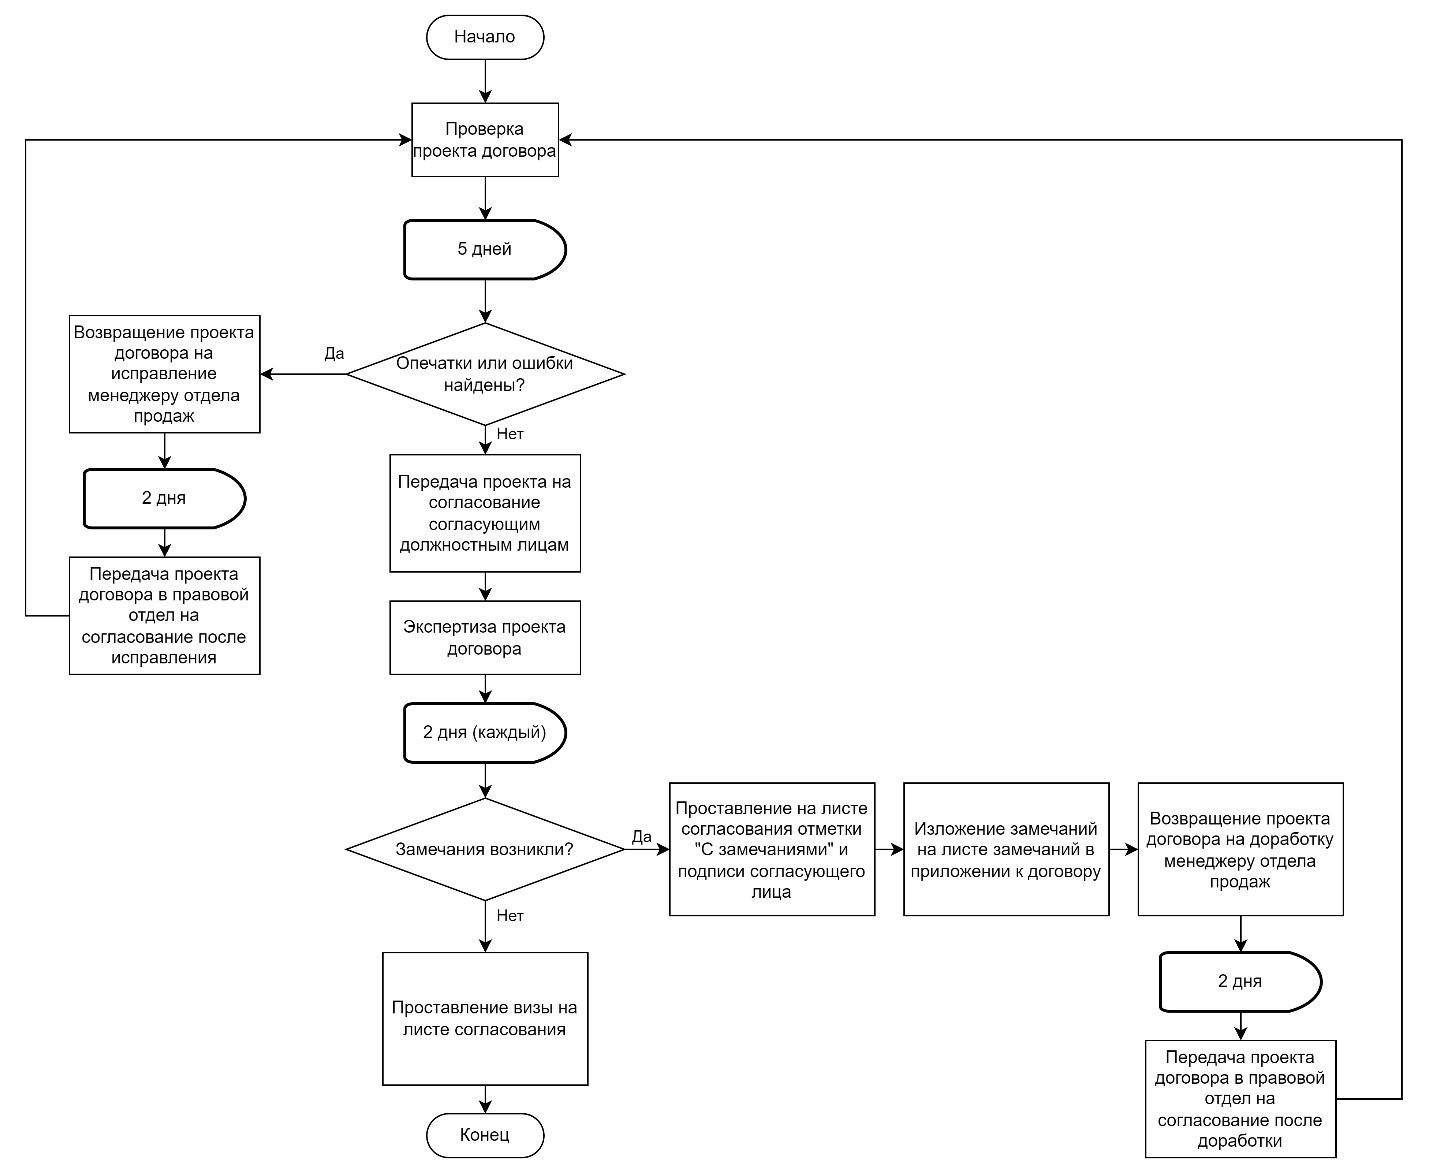 Начало
Проверка
проекта договора
5 дней
Опечатки или ошибки
найдены?
Да
Нет
Возвращение проекта
договора на
исправление
менеджеру отдела
продаж
2 дня
Передача проекта
договора в правовой
отдел на
согласование после
исправления
Передача проекта на
согласование
согласующим
должностным лицам
Экспертиза проекта
договора
2 дня (каждый)
Замечания возникли?
Да
Нет
Проставление на листе
согласования отметки
"С замечаниями" и
подписи согласующего
лица
Изложение замечаний
на листе замечаний в
приложении к договору
Возвращение проекта
договора на доработку
менеджеру отдела
продаж
2 дня
Передача проекта
договора в правовой
отдел на
согласование после
доработки
Проставление визы на
листе согласования
Конец